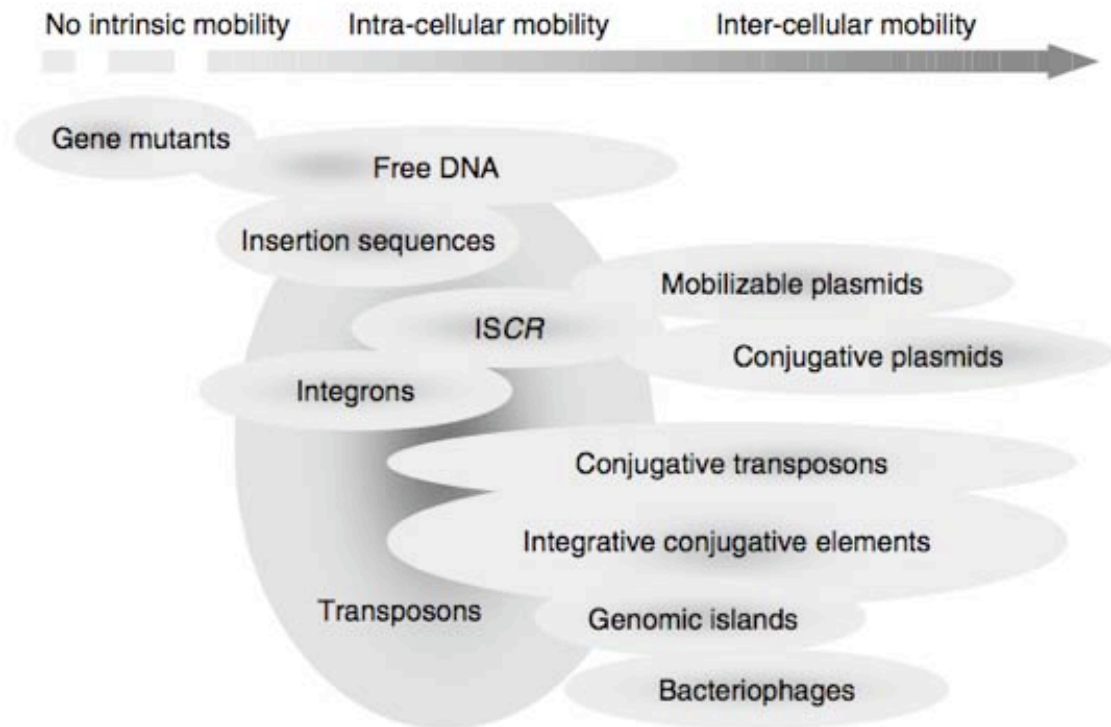 No intrinsic mobility Intra-cellular mobility Inter-cellular mobility
Gene mutants
Free DNA
Insertion sequences
Mobilizable plasmids
ISCR
Conjugative plasmids
Integrons
Conjugative transposons
Integrative conjugative elements
Transposons
Genomic islands
Bacteriophages